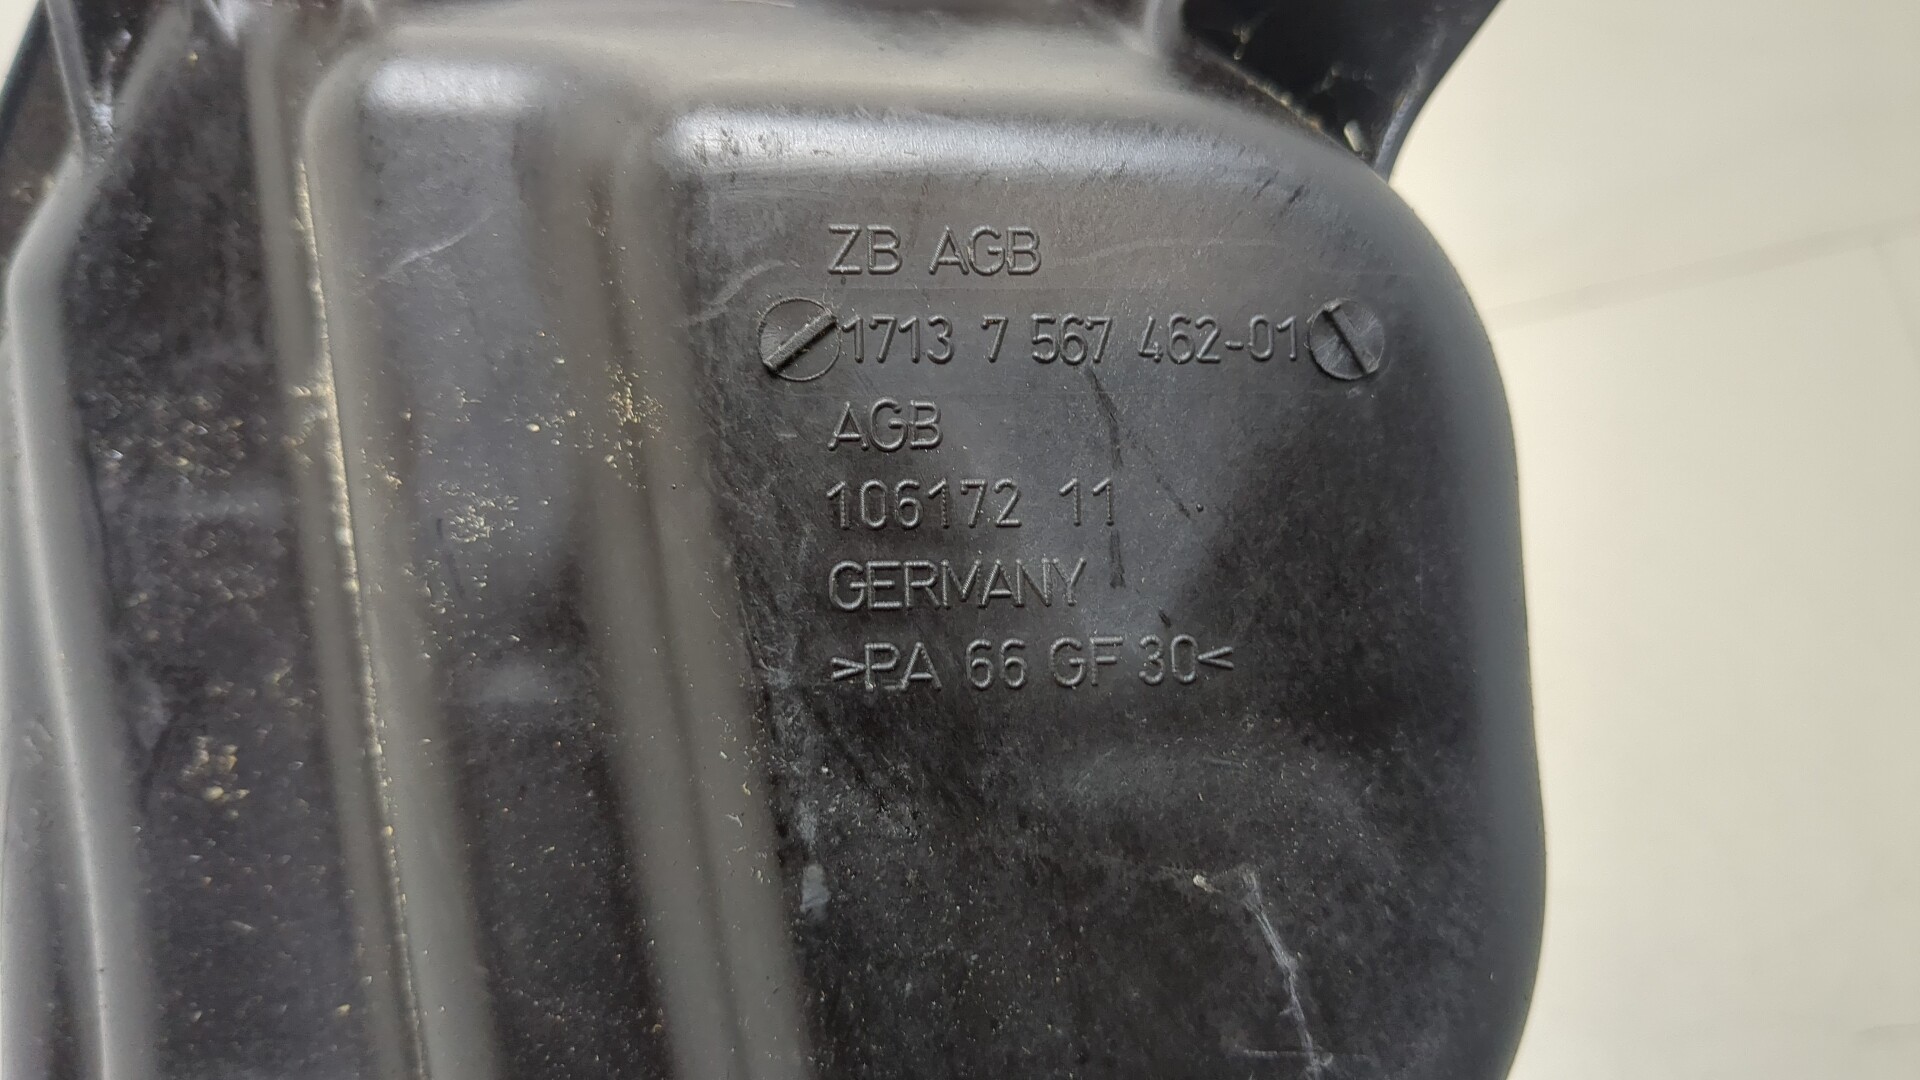 ZB AGB
1713 7 567 462-01
AGB
106172 11
GERMANY
>PA 66 GF 30<